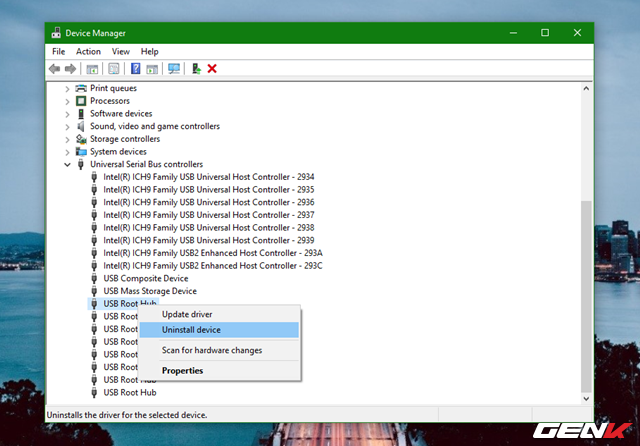 Device Manager
File Action View Help
Print queues
Processors
Software devices
Sound, video and game controllers
Storage controllers
System devices
Universal Serial Bus controllers
Intel(R) ICH9 Family USB Universal Host Controller - 2934
Intel(R) ICH9 Family USB Universal Host Controller - 2935
Intel(R) ICH9 Family USB Universal Host Controller - 2936
Intel(R) ICH9 Family USB Universal Host Controller - 2937
Intel(R) ICH9 Family USB Universal Host Controller - 2938
Intel(R) ICH9 Family USB Universal Host Controller - 2939
Intel(R) ICH9 Family USB2 Enhanced Host Controller - 293A
Intel(R) ICH9 Family USB2 Enhanced Host Controller - 293C
USB Composite Device
USB Mass Storage Device
USB Root Hub
USB Root
USB Root
USB Root
USB Root
USB Root
USB Root Hub
USB Root Hub
Update driver
Uninstall device
Scan for hardware changes
Properties
Uninstalls the driver for the selected device.
GENK